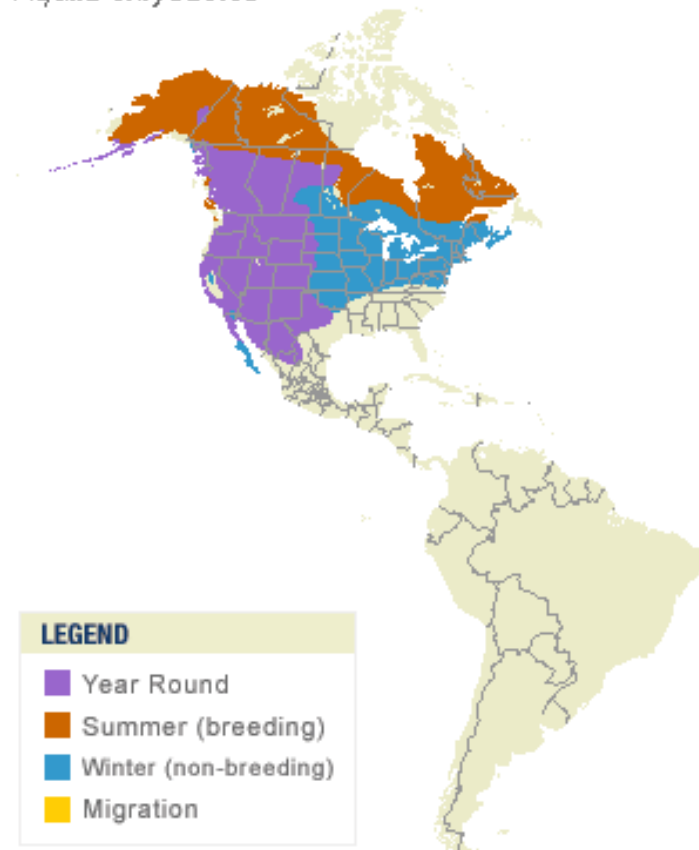 LEGEND
Year Round
Summer (breeding)
Winter (non-breeding)
Migration